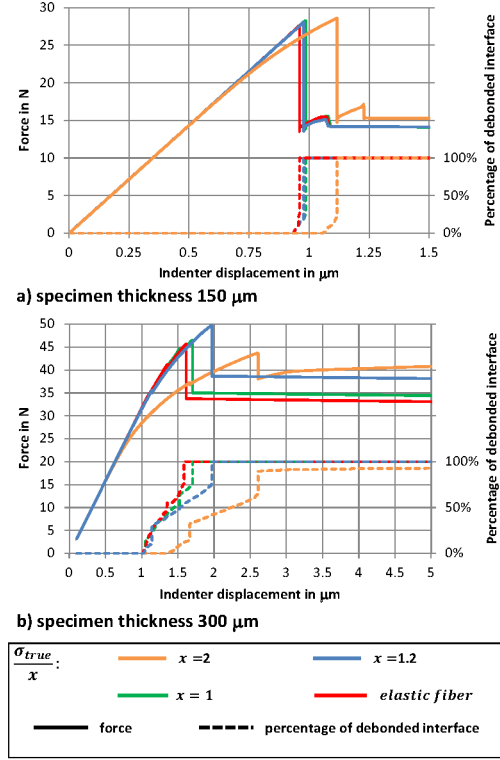 Force in N
30
25
20
15
10
5
0
100%
50%
0%
Percentage of debonded interface
0 0.25 0.5 0.75 1 1.25 1.5
Indenter displacement in µm
a) specimen thickness 150 µm
Force in N
50
45
40
35
30
25
20
15
10
5
0
100%
50%
0%
Percentage of debonded interface
0 0.5 1 1.5 2 2.5 3 3.5 4 4.5 5
Indenter displacement in µm
b) specimen thickness 300 µm
σ_true/x : x=2 x=1.2
x = 1 elastic fiber
force percentage of debonded interface